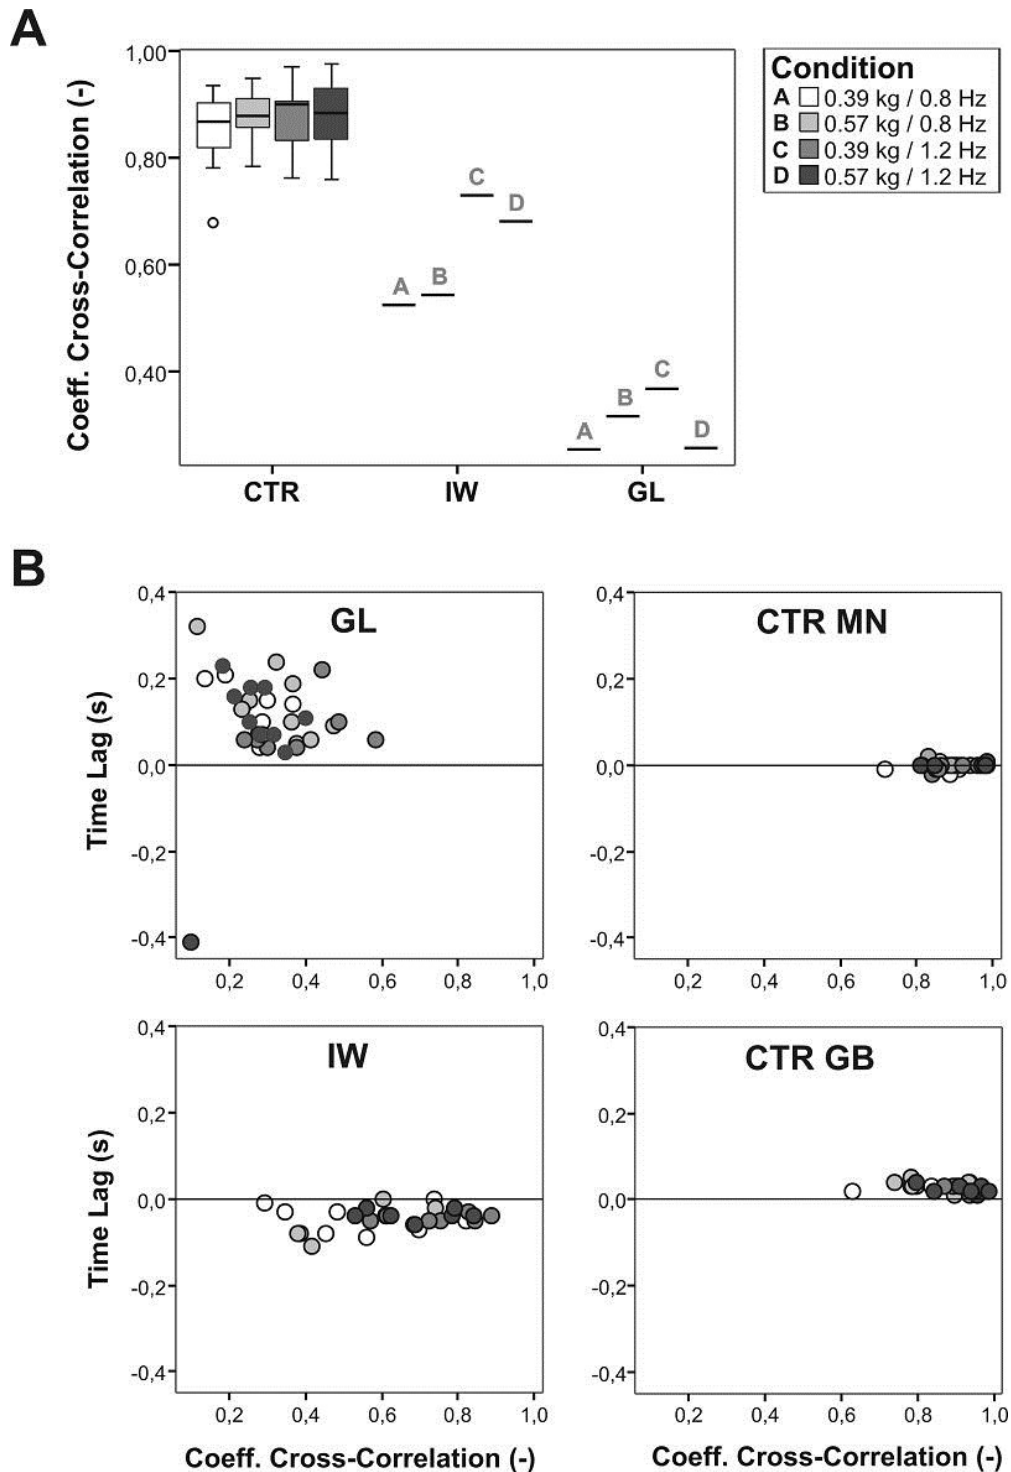 A
1,00
0,80
0,60
0,40
Coeff. Cross-Correlation (-)
A
B
C
D
A
B
C
D
CTR
IW
GL
Condition
A 0.39 kg / 0.8 Hz
B 0.57 kg / 0.8 Hz
C 0.39 kg / 1.2 Hz
D 0.57 kg / 1.2 Hz
B
GL
0,4
0,2
0,0
-0,2
-0,4
Time Lag (s)
0,2 0,4 0,6 0,8 1,0
CTR MN
0,4
0,2
0,0
-0,2
-0,4
0,2 0,4 0,6 0,8 1,0
IW
0,4
0,2
0,0
-0,2
-0,4
Time Lag (s)
0,2 0,4 0,6 0,8 1,0
Coeff. Cross-Correlation (-)
CTR GB
0,4
0,2
0,0
-0,2
-0,4
0,2 0,4 0,6 0,8 1,0
Coeff. Cross-Correlation (-)